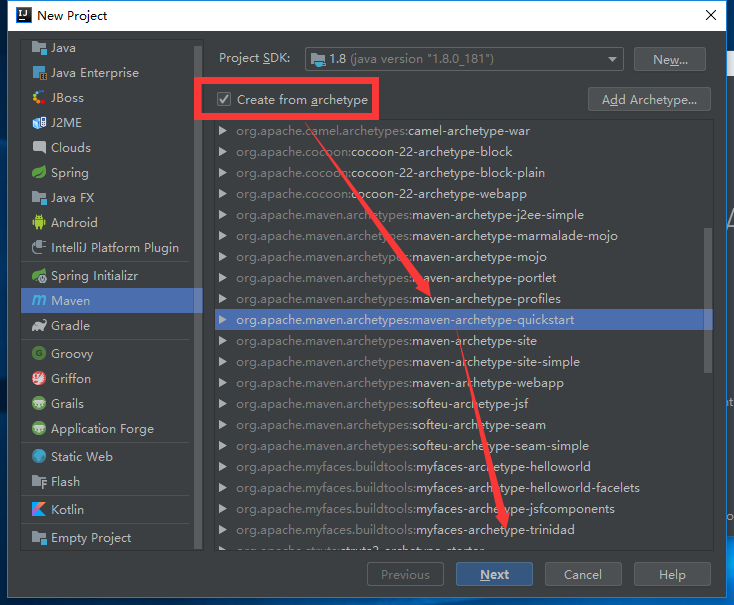 New Project
Java
Java Enterprise
JBoss
J2ME
Clouds
Spring
Java FX
Android
IntelliJ Platform Plugin
Spring Initializr
Maven
Gradle
Groovy
Griffon
Grails
Application Forge
Static Web
Flash
Kotlin
Empty Project
Project SDK: 1.8 (java version "1.8.0_181") New...
Create from archetype Add Archetype...
org.apache.camel.archetypes:camel-archetype-war
org.apache.cocoon:cocoon-22-archetype-block
org.apache.cocoon:cocoon-22-archetype-block-plain
org.apache.cocoon:cocoon-22-archetype-webapp
org.apache.maven.archetypes:maven-archetype-j2ee-simple
org.apache.maven.archetypes:maven-archetype-marmalade-mojo
org.apache.maven.archetypes:maven-archetype-mojo
org.apache.maven.archetypes:maven-archetype-portlet
org.apache.maven.archetypes:maven-archetype-profiles
org.apache.maven.archetypes:maven-archetype-quickstart
org.apache.maven.archetypes:maven-archetype-site
org.apache.maven.archetypes:maven-archetype-site-simple
org.apache.maven.archetypes:maven-archetype-webapp
org.apache.maven.archetypes:softeu-archetype-jsf
org.apache.maven.archetypes:softeu-archetype-seam
org.apache.maven.archetypes:softeu-archetype-seam-simple
org.apache.myfaces.buildtools:myfaces-archetype-helloworld
org.apache.myfaces.buildtools:myfaces-archetype-helloworld-facelets
org.apache.myfaces.buildtools:myfaces-archetype-jsfcomponents
org.apache.myfaces.buildtools:myfaces-archetype-trinidad
Previous Next Cancel Help